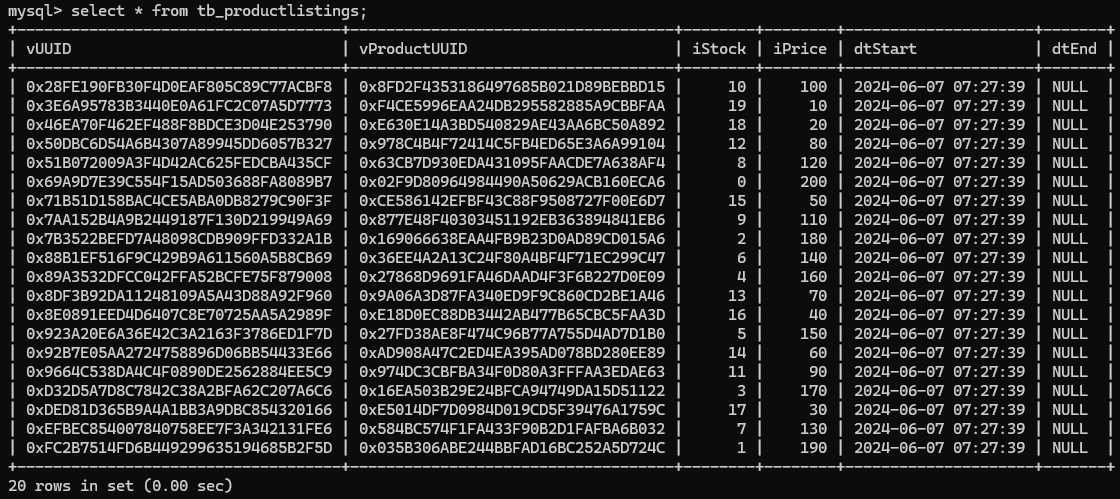 mysql> select * from tb_productlistings;
| vUUID | vProductUUID | iStock | iPrice | dtStart | dtEnd |
| 0x28FE190FB30F4D0EAF805C89C77ACBF8 | 0x8FD2F4353186497685B021D89BEBBD15 | 10 | 100 | 2024-06-07 07:27:39 | NULL |
| 0x3E6A95783B3440E0A61FC2C07A5D7773 | 0xF4CE5996EAA24DB295582885A9CBBFAA | 19 | 10 | 2024-06-07 07:27:39 | NULL |
| 0x46EA70F462EF488F8BDCE3D04E253790 | 0xE630E14A3BD540829AE43AA6BC50A892 | 18 | 20 | 2024-06-07 07:27:39 | NULL |
| 0x50DBC6D54A6B4307A89945DD6057B327 | 0x978C4B4F72414C5FB4ED65E3A6A99104 | 12 | 80 | 2024-06-07 07:27:39 | NULL |
| 0x51B072009A3F4D42AC625FEDCBA435CF | 0x63CB7D930EDA431095FAACDE7A638AF4 | 8 | 120 | 2024-06-07 07:27:39 | NULL |
| 0x69A9D7E39C554F15AD503688FA8089B7 | 0x02F9D80964984490A50629ACB160ECA6 | 0 | 200 | 2024-06-07 07:27:39 | NULL |
| 0x71B51D158BAC4CE5ABA0DB8279C90F3F | 0xCE586142EFBF43C88F9508727F00E6D7 | 15 | 50 | 2024-06-07 07:27:39 | NULL |
| 0x7AA152B4A9B2449187F130D219949A69 | 0x877E48F40303451192EB363894841EB6 | 9 | 110 | 2024-06-07 07:27:39 | NULL |
| 0x7B3522BEFD7A48098CDB909FFD332A1B | 0x169066638EAA4FB9B23D0AD89CD015A6 | 2 | 180 | 2024-06-07 07:27:39 | NULL |
| 0x88B1EF516F9C429B9A611560A5B8CB69 | 0x36EE4A2A13C24F80A4BF4F71EC299C47 | 6 | 140 | 2024-06-07 07:27:39 | NULL |
| 0x89A3532DFCC042FFA52BCFE75F879008 | 0x27868D9691FA46DAAD4F3F6B227D0E09 | 4 | 160 | 2024-06-07 07:27:39 | NULL |
| 0x8DF3B92DA11248109A5A43D88A92F960 | 0x9A06A3D87FA340ED9F9C860CD2BE1A46 | 13 | 70 | 2024-06-07 07:27:39 | NULL |
| 0x8E0891EED4D6407C8E70725AA5A2989F | 0xE18D0EC88DB3442AB477B65CBC5FAA3D | 16 | 40 | 2024-06-07 07:27:39 | NULL |
| 0x923A20E6A36E42C3A2163F3786ED1F7D | 0x27FD38AE8F474C96B77A755D4AD7D1B0 | 5 | 150 | 2024-06-07 07:27:39 | NULL |
| 0x92B7E05AA2724758896D06BB54433E66 | 0xAD908A47C2ED4EA395AD078BD280EE89 | 14 | 60 | 2024-06-07 07:27:39 | NULL |
| 0x9664C538DA4C4F0890DE2562884EE5C9 | 0x974DC3CBFBA34F0D80A3FFFAA3EDAE63 | 11 | 90 | 2024-06-07 07:27:39 | NULL |
| 0xD32D5A7D8C7842C38A2BFA62C207A6C6 | 0x16EA503B29E24BFCA94749DA15D51122 | 3 | 170 | 2024-06-07 07:27:39 | NULL |
| 0xDED81D365B9A4A1BB3A9DBC854320166 | 0xE5014DF7D0984D019CD5F39476A1759C | 17 | 30 | 2024-06-07 07:27:39 | NULL |
| 0xEFBEC854007840758EE7F3A342131FE6 | 0x584BC574F1FA433F90B2D1FAFBA6B032 | 7 | 130 | 2024-06-07 07:27:39 | NULL |
| 0xFC2B7514FD6B449299635194685B2F5D | 0x035B306ABE244BBFAD16BC252A5D724C | 1 | 190 | 2024-06-07 07:27:39 | NULL |
20 rows in set (0.00 sec)